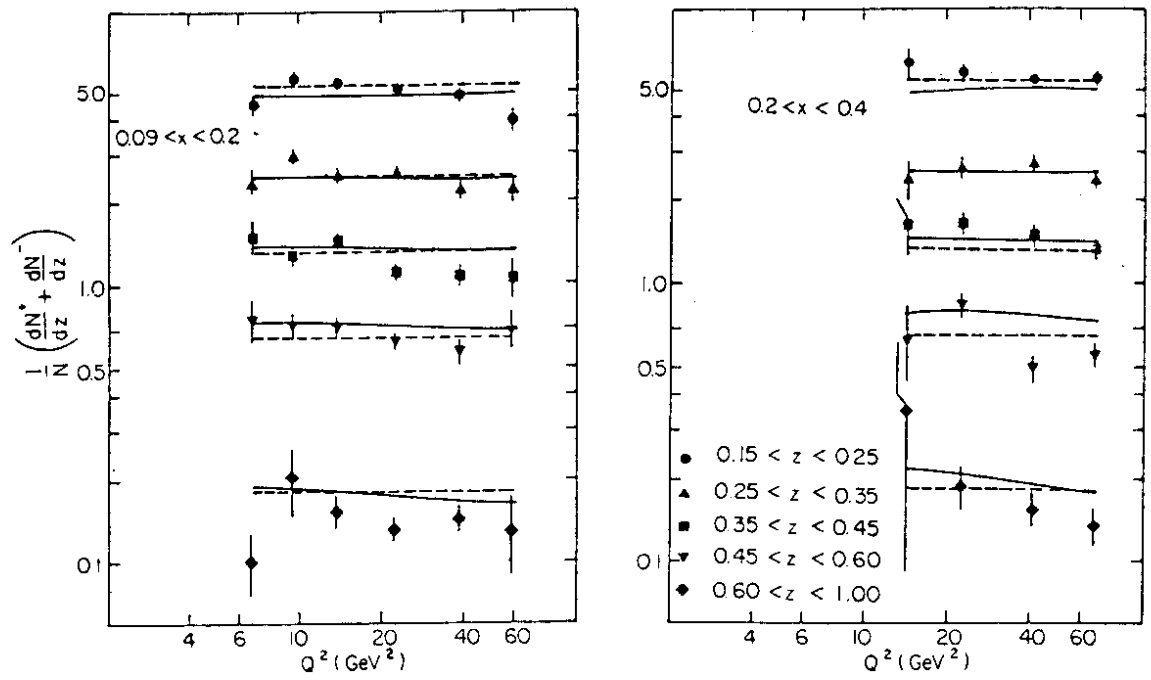 5.0
1.0
0.5
0.1
0.09 < x < 0.2
1/N (dN⁺/dz + dN⁻/dz)
4 6 10 20 40 60
Q² (GeV²)
5.0
1.0
0.5
0.1
0.2 < x < 0.4
● 0.15 < z < 0.25
▲ 0.25 < z < 0.35
■ 0.35 < z < 0.45
▼ 0.45 < z < 0.60
◆ 0.60 < z < 1.00
4 6 10 20 40 60
Q² (GeV²)